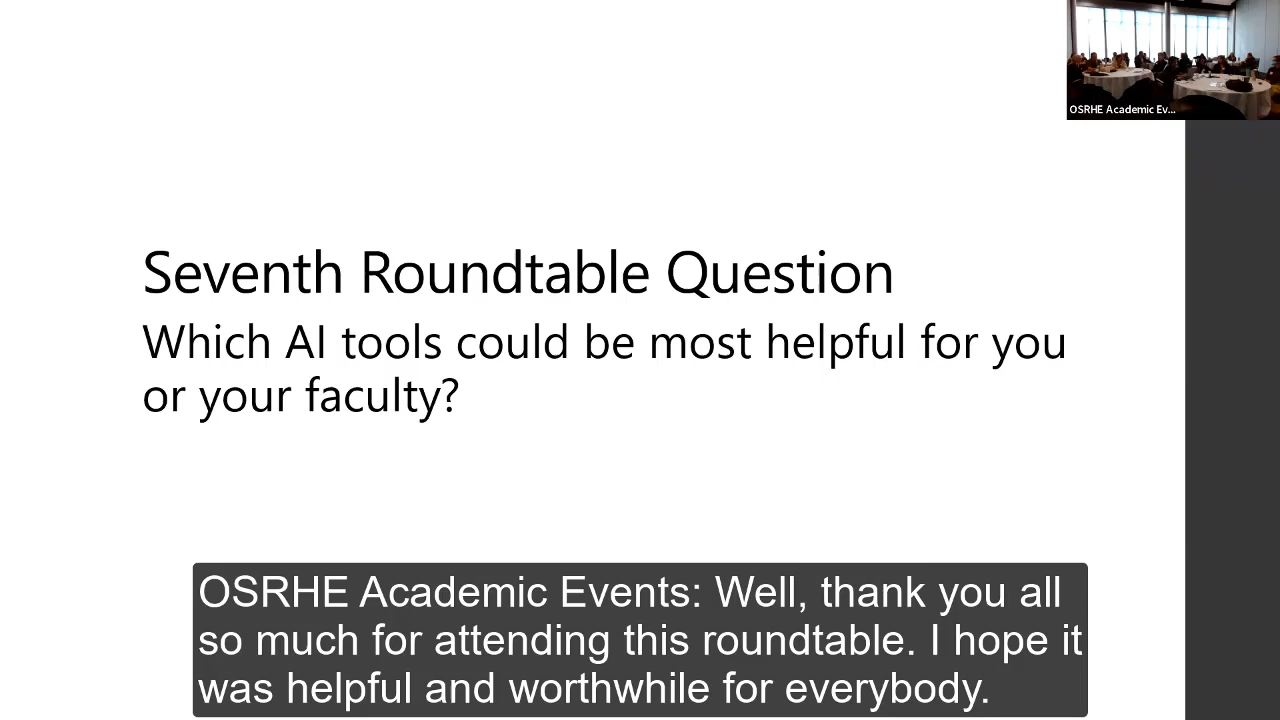 OSRHE Academic Ev...
Seventh Roundtable Question
Which AI tools could be most helpful for you
or your faculty?
OSRHE Academic Events: Well, thank you all
so much for attending this roundtable. I hope it
was helpful and worthwhile for everybody.